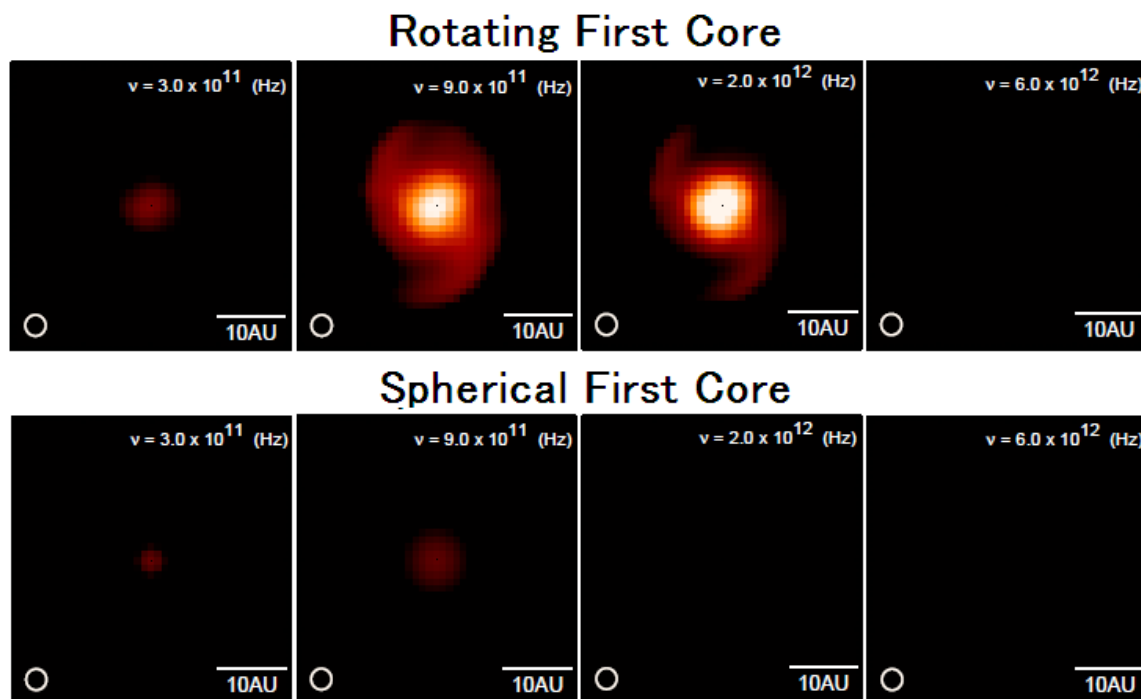 Rotating First Core
ν = 3.0 x 10^11 (Hz)
10AU
ν = 9.0 x 10^11 (Hz)
10AU
ν = 2.0 x 10^12 (Hz)
10AU
ν = 6.0 x 10^12 (Hz)
10AU
Spherical First Core
ν = 3.0 x 10^11 (Hz)
10AU
ν = 9.0 x 10^11 (Hz)
10AU
ν = 2.0 x 10^12 (Hz)
10AU
ν = 6.0 x 10^12 (Hz)
10AU